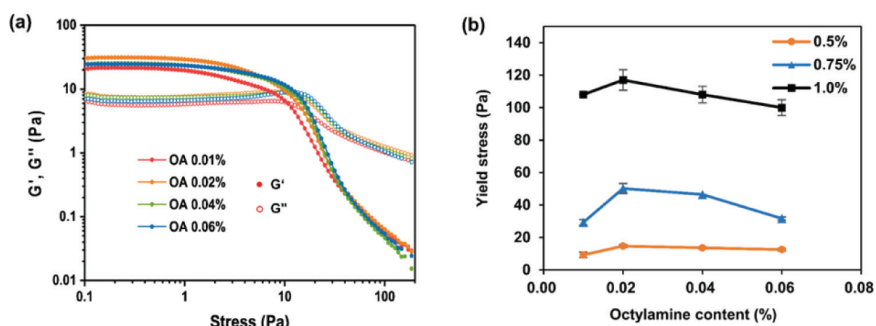 (a)
G', G'' (Pa)
100
10
1
0.1
0.01
OA 0.01%
OA 0.02%
OA 0.04%
OA 0.06%
G'
G''
0.1
1
10
100
Stress (Pa)
(b)
Yield stress (Pa)
140
120
100
80
60
40
20
0
0.5%
0.75%
1.0%
0.00
0.02
0.04
0.06
0.08
Octylamine content (%)